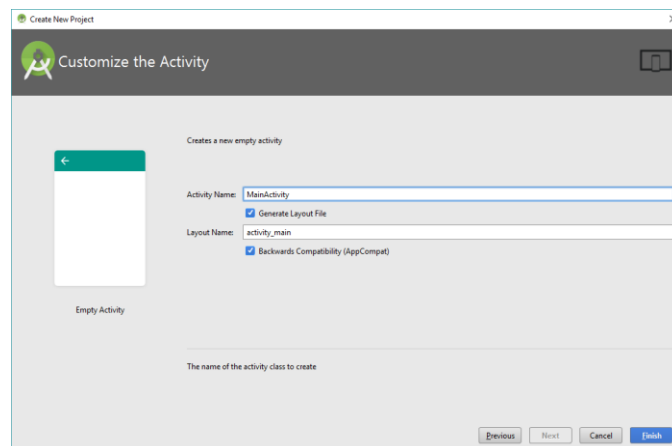 Create New Project
Customize the Activity
Creates a new empty activity
Activity Name: MainActivity
Generate Layout File
Layout Name: activity_main
Backwards Compatibility (AppCompat)
Empty Activity
The name of the activity class to create
Previous Next Cancel Finish